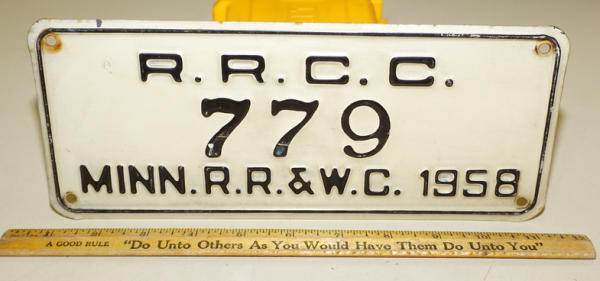 R.R.C.C.
779
MINN.R.R.&W.C. 1958
A GOOD RULE "Do Unto Others As You Would Have Them Do Unto You"